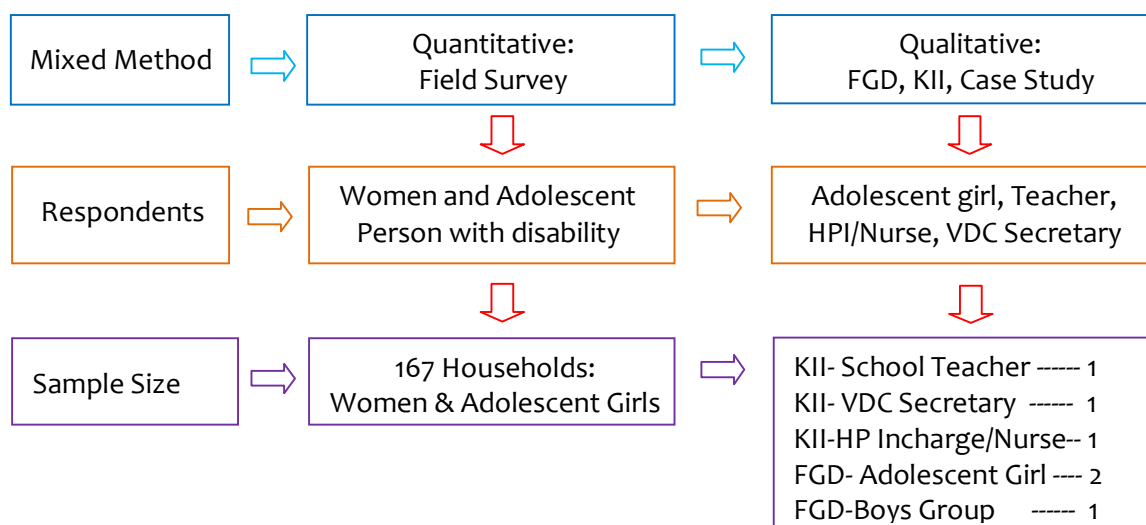 Mixed Method
Quantitative:
Field Survey
Qualitative:
FGD, KII, Case Study
Respondents
Women and Adolescent
Person with disability
Adolescent girl, Teacher,
HPI/Nurse, VDC Secretary
Sample Size
167 Households:
Women & Adolescent Girls
KII- School Teacher ------ 1
KII- VDC Secretary ------ 1
KII-HP Incharge/Nurse-- 1
FGD- Adolescent Girl ---- 2
FGD-Boys Group ------ 1